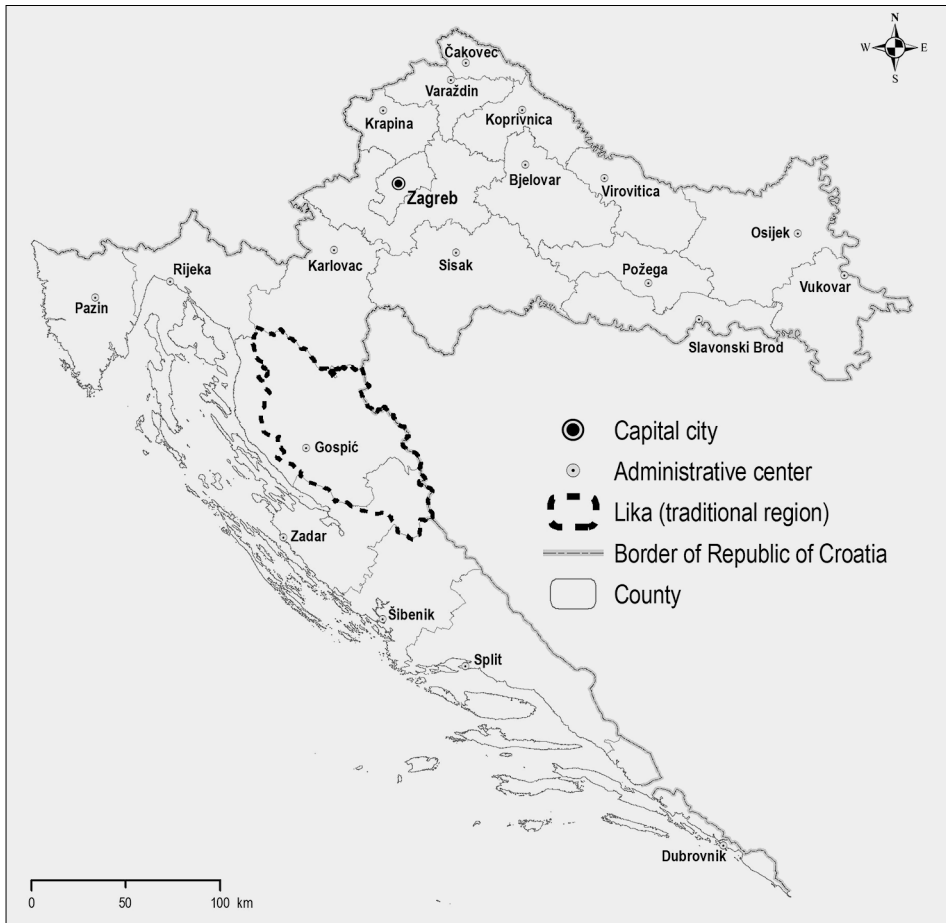 N
W E
S
Čakovec
Varaždin
Krapina
Koprivnica
Bjelovar
Virovitica
Zagreb
Osijek
Karlovac
Sisak
Rijeka
Požega
Vukovar
Pazin
Slavonski Brod
Gospić
Capital city
Administrative center
Lika (traditional region)
Zadar
Border of Republic of Croatia
County
Šibenik
Split
Dubrovnik
0 50 100 km